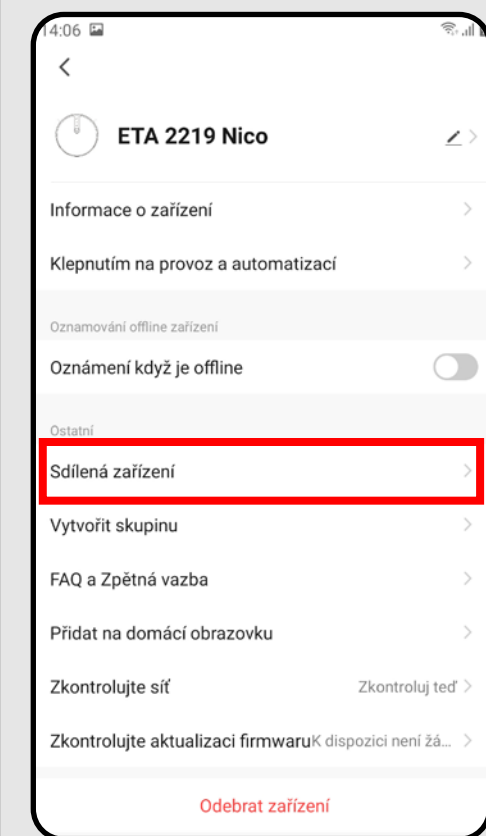 14:06
ETA 2219 Nico
Informace o zařízení
Klepnutím na provoz a automatizací
Oznamování offline zařízení
Oznámení když je offline
Ostatní
Sdílená zařízení
Vytvořit skupinu
FAQ a Zpětná vazba
Přidat na domácí obrazovku
Zkontrolujte síť Zkontroluj teď
Zkontrolujte aktualizaci firmwaru K dispozici není žá...
Odebrat zařízení